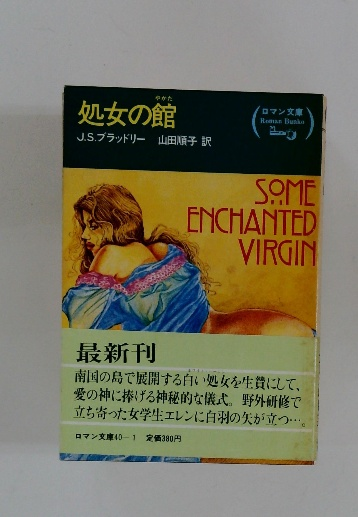 やかた
処女の館
J.S.ブラッドリー 山田順子 訳
ロマン文庫
Roman Bunko
SOME
ENCHANTED
VIRGIN
最新刊
南国の島で展開する白い処女を生贄にして、
愛の神に捧げる神秘的な儀式。野外研修で
立ち寄った女学生エレンに白羽の矢が立つ…。
ロマン文庫40－1 定価380円